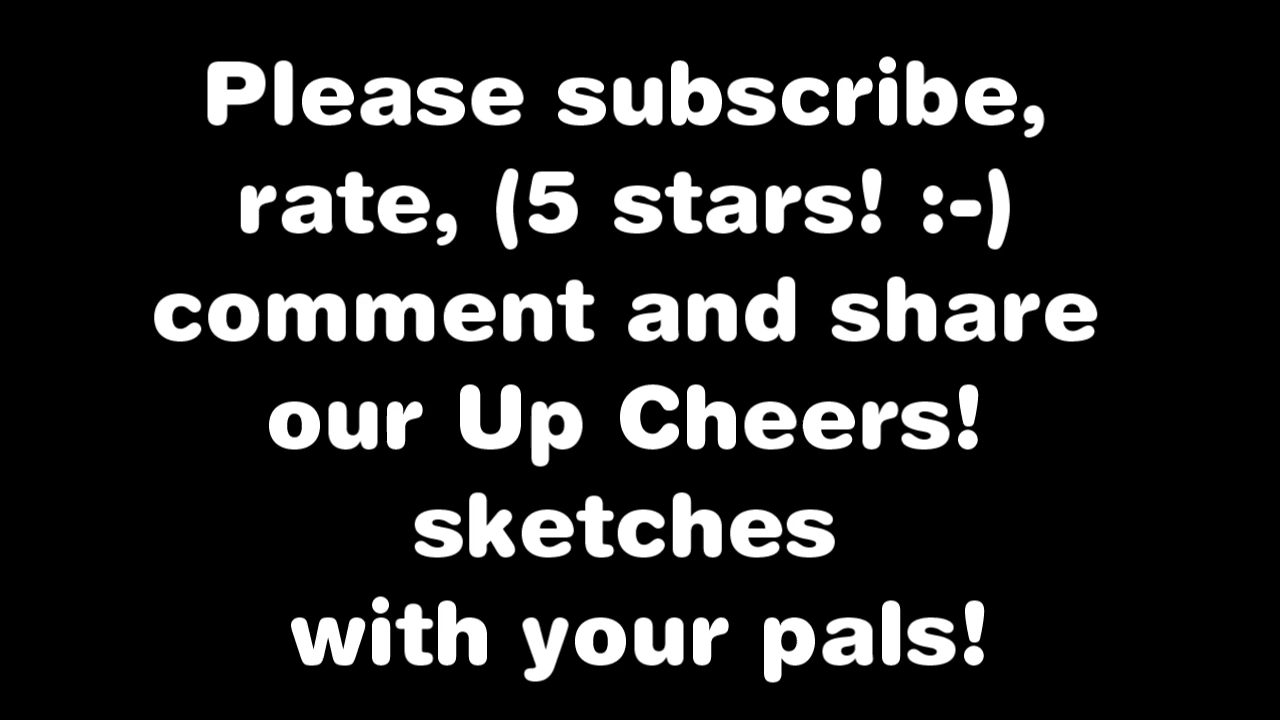 Please subscribe,
rate, (5 stars! :-)
comment and share
our Up Cheers!
sketches
with your pals!